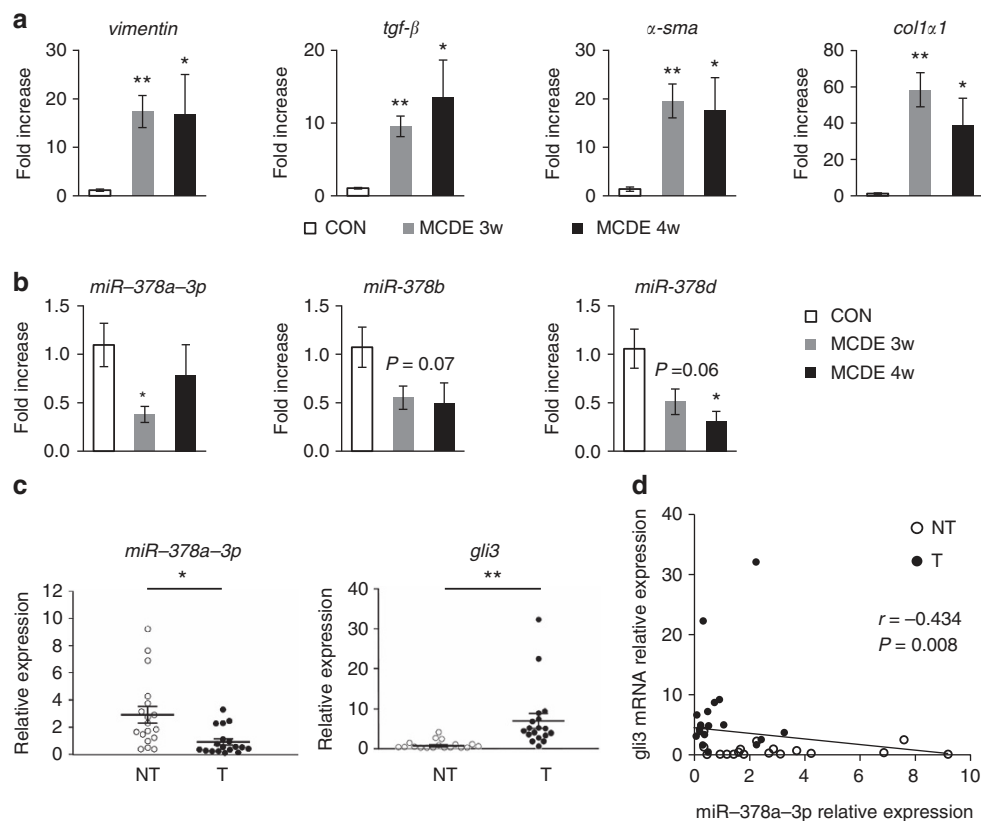 a
vimentin
tgf-β
α-sma
col1α1
Fold increase
30
20
10
0
**
*
Fold increase
20
15
10
5
0
**
*
Fold increase
30
20
10
0
**
*
Fold increase
80
60
40
20
0
**
*
CON
MCDE 3w
MCDE 4w
b
miR–378a–3p
miR-378b
miR-378d
Fold increase
1.5
1.0
0.5
0.0
*
Fold increase
1.5
1.0
0.5
0.0
P = 0.07
Fold increase
1.5
1.0
0.5
0.0
P =0.06
*
CON
MCDE 3w
MCDE 4w
c
miR–378a–3p
*
Relative expression
12
10
8
6
4
2
0
NT
T
gli3
**
Relative expression
40
30
20
10
0
NT
T
d
gli3 mRNA relative expression
40
30
20
10
0
NT
T
r = –0.434
P = 0.008
0
2
4
6
8
10
miR–378a–3p relative expression